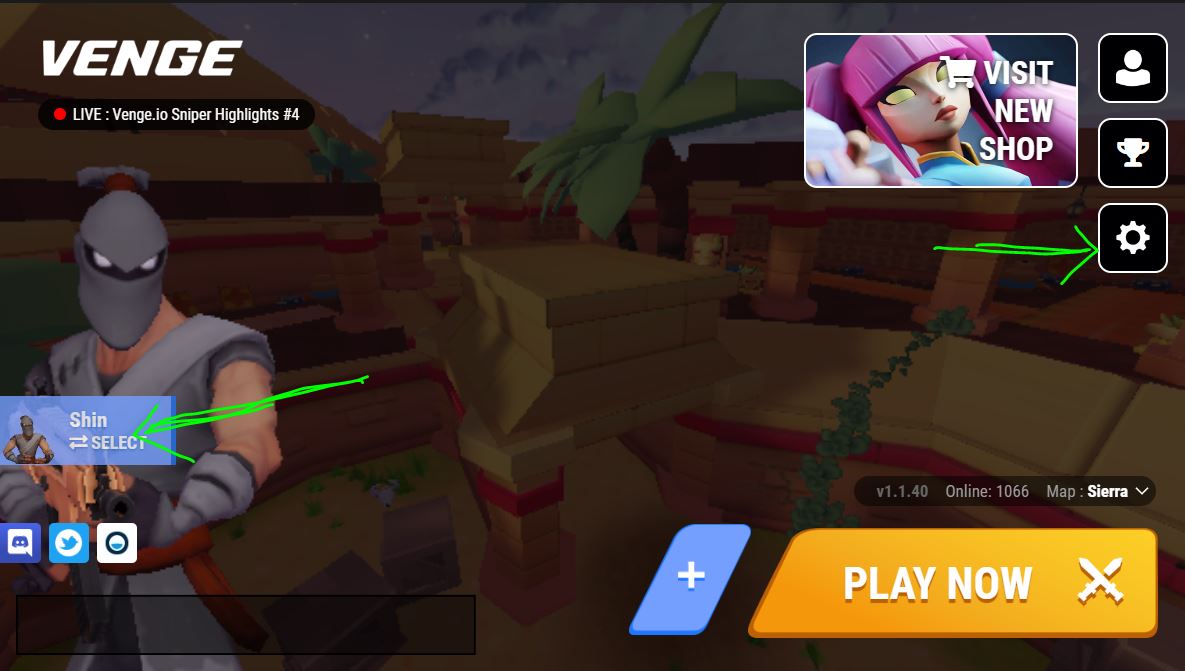 VENGE
LIVE : Venge.io Sniper Highlights #4
VISIT
NEW
SHOP
Shin
SELECT
v1.1.40 Online: 1066 Map : Sierra
+
PLAY NOW